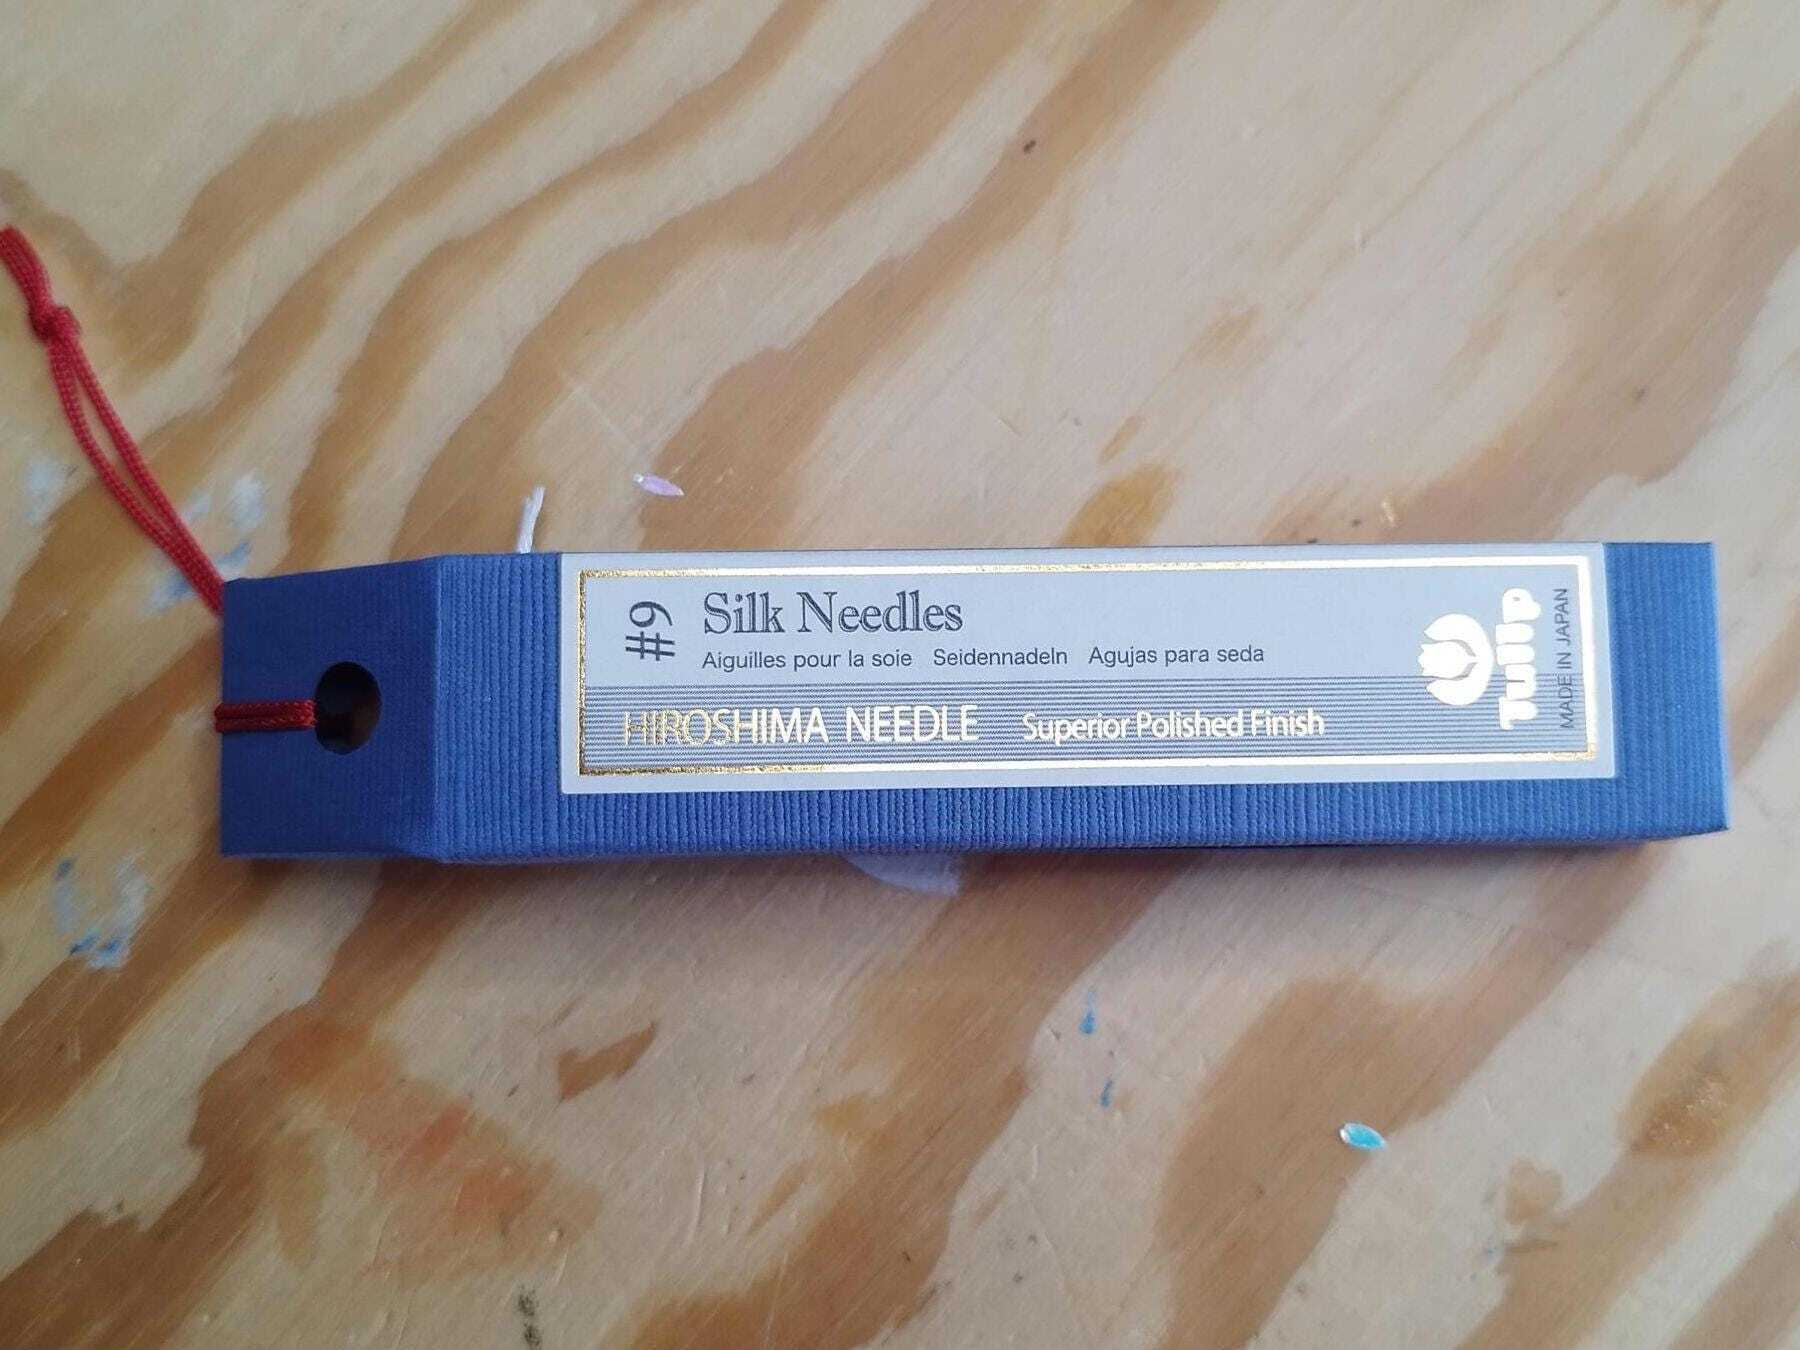 #9
Silk Needles
Aiguilles pour la soie Seidennadeln Agujas para seda
HIROSHIMA NEEDLE Superior Polished Finish
Tulip
MADE IN JAPAN